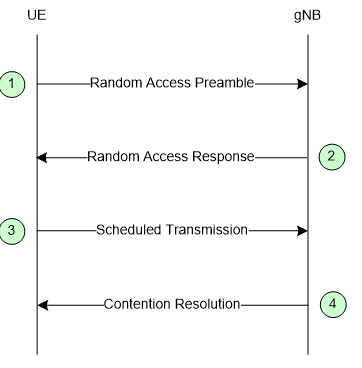 UE
gNB
1
Random Access Preamble
Random Access Response
2
3
Scheduled Transmission
Contention Resolution
4